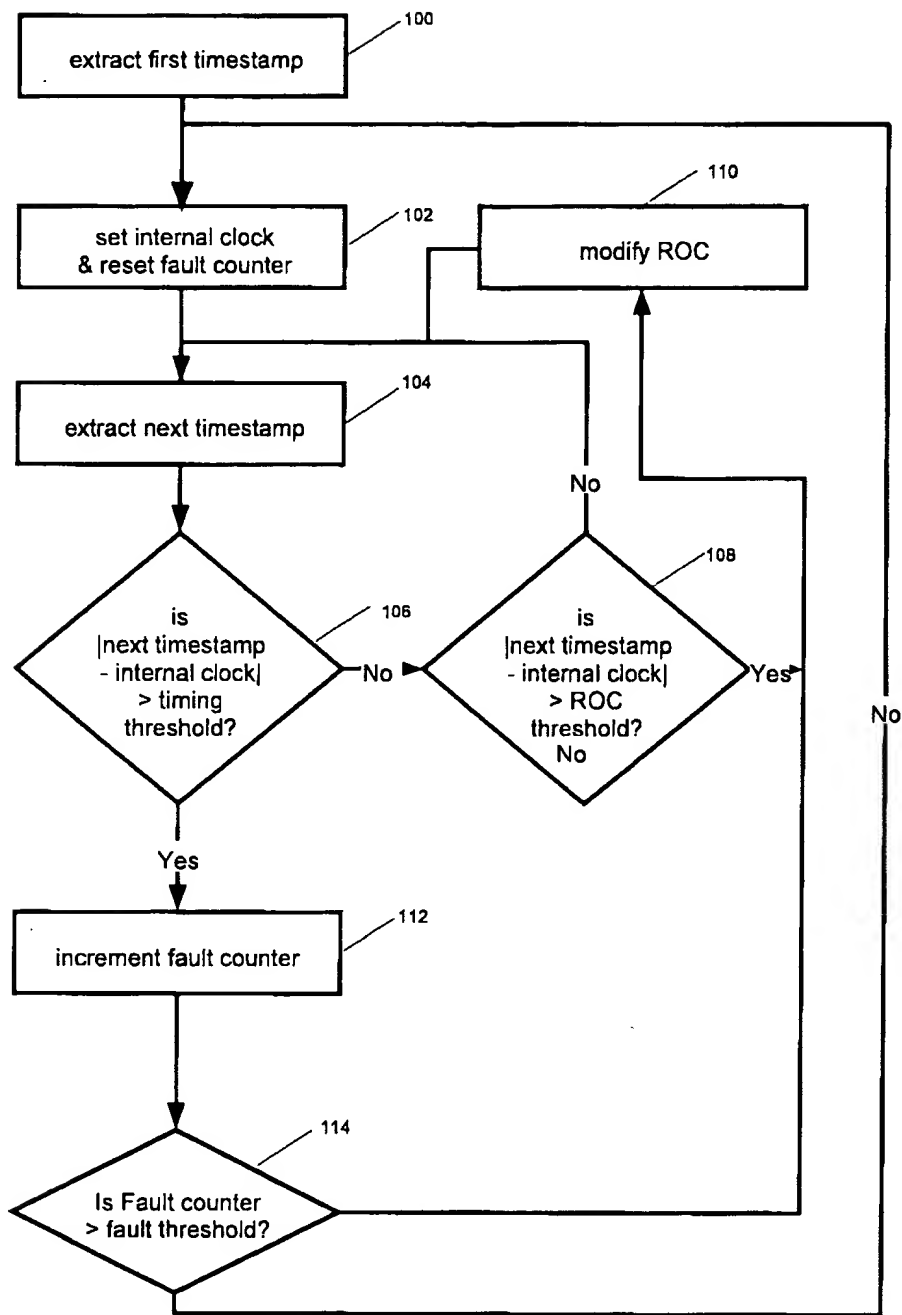 100
extract first timestamp
102
set internal clock
& reset fault counter
110
modify ROC
104
extract next timestamp
No
106
is
|next timestamp
- internal clock|
> timing
threshold?
No
108
is
|next timestamp
- internal clock|
> ROC
threshold?
No
Yes
No
Yes
112
increment fault counter
114
Is Fault counter
> fault threshold?